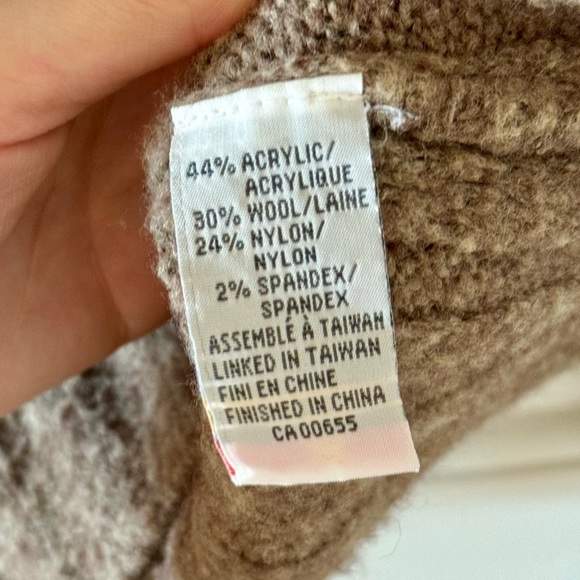 44% ACRYLIC/
ACRYLIQUE
30% WOOL/LAINE
24% NYLON/
NYLON
2% SPANDEX/
SPANDEX
ASSEMBLÉ À TAIWAN
LINKED IN TAIWAN
FINI EN CHINE
FINISHED IN CHINA
CA00655